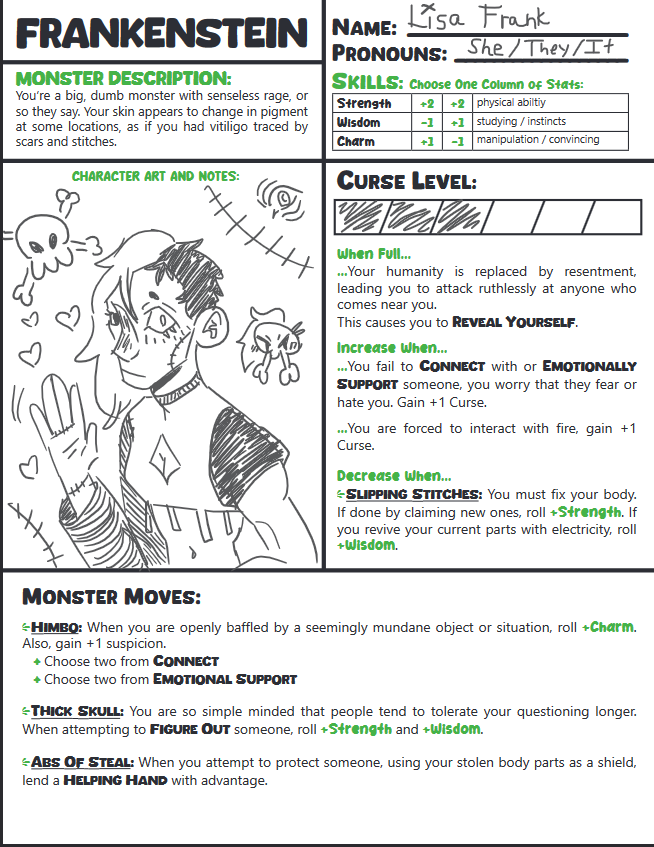 FRANKENSTEIN
NAME: Lisa Frank
PRONOUNS: She/They/It
MONSTER DESCRIPTION:
You're a big, dumb monster with senseless rage, or
so they say. Your skin appears to change in pigment
at some locations, as if you had vitiligo traced by
scars and stitches.
SKILLS: Choose One Column of Stats:
Strength +2 +2 physical abiltiy
Wisdom -1 +1 studying / instincts
Charm +1 -1 manipulation / convincing
CHARACTER ART AND NOTES:
CURSE LEVEL:
When Full...
...Your humanity is replaced by resentment,
leading you to attack ruthlessly at anyone who
comes near you.
This causes you to REVEAL YOURSELF.
Increase When...
...You fail to CONNECT with or EMOTIONALLY
SUPPORT someone, you worry that they fear or
hate you. Gain +1 Curse.
...You are forced to interact with fire, gain +1
Curse.
Decrease When...
SLIPPING STITCHES: You must fix your body.
If done by claiming new ones, roll +Strength. If
you revive your current parts with electricity, roll
+Wisdom.
MONSTER MOVES:
HIMBO: When you are openly baffled by a seemingly mundane object or situation, roll +Charm.
Also, gain +1 suspicion.
+ Choose two from CONNECT
+ Choose two from EMOTIONAL SUPPORT
THICK SKULL: You are so simple minded that people tend to tolerate your questioning longer.
When attempting to FIGURE OUT someone, roll +Strength and +Wisdom.
ABS OF STEAL: When you attempt to protect someone, using your stolen body parts as a shield,
lend a HELPING HAND with advantage.